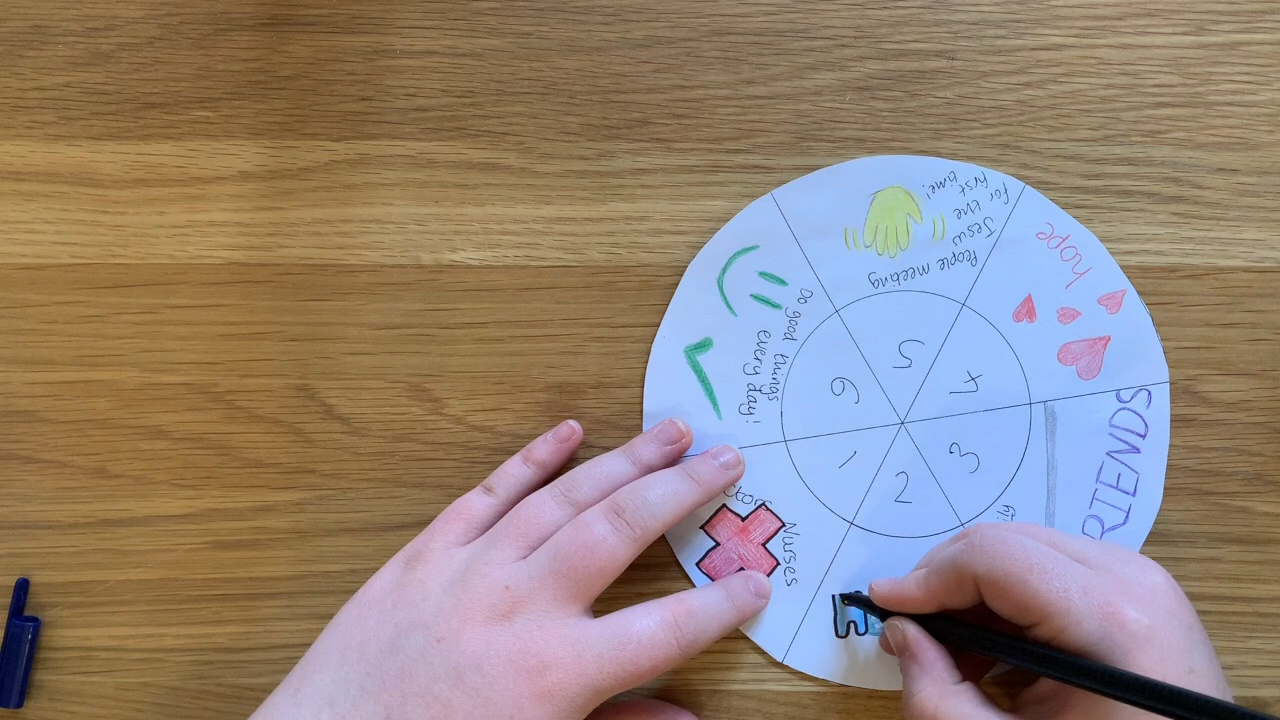 1
Nurses
2
3
RIENDS
4
hope
5
People meeting
Jesus
for the
first
time!
6
Do good things
every day!